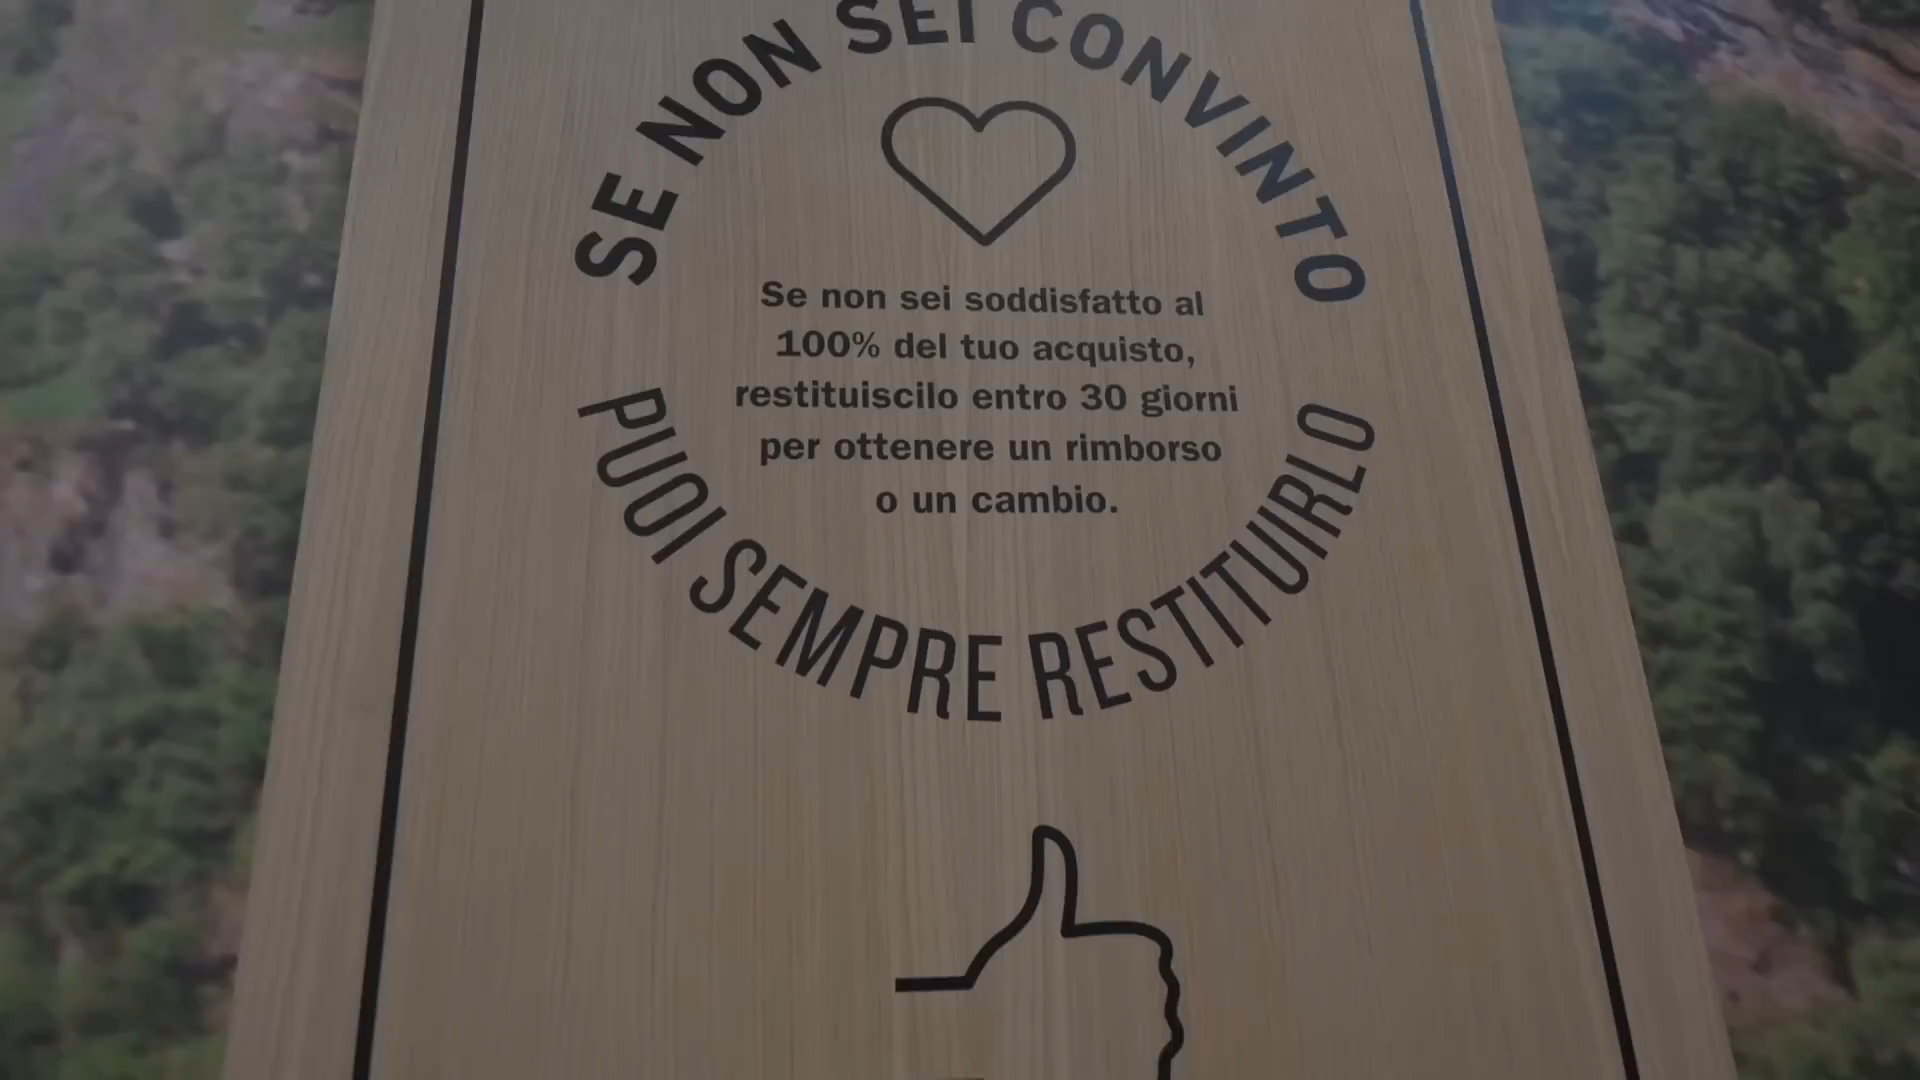 SE NON SEI CONVINTO
Se non sei soddisfatto al
100% del tuo acquisto,
restituiscilo entro 30 giorni
per ottenere un rimborso
o un cambio.
PUOI SEMPRE RESTITUIRLO